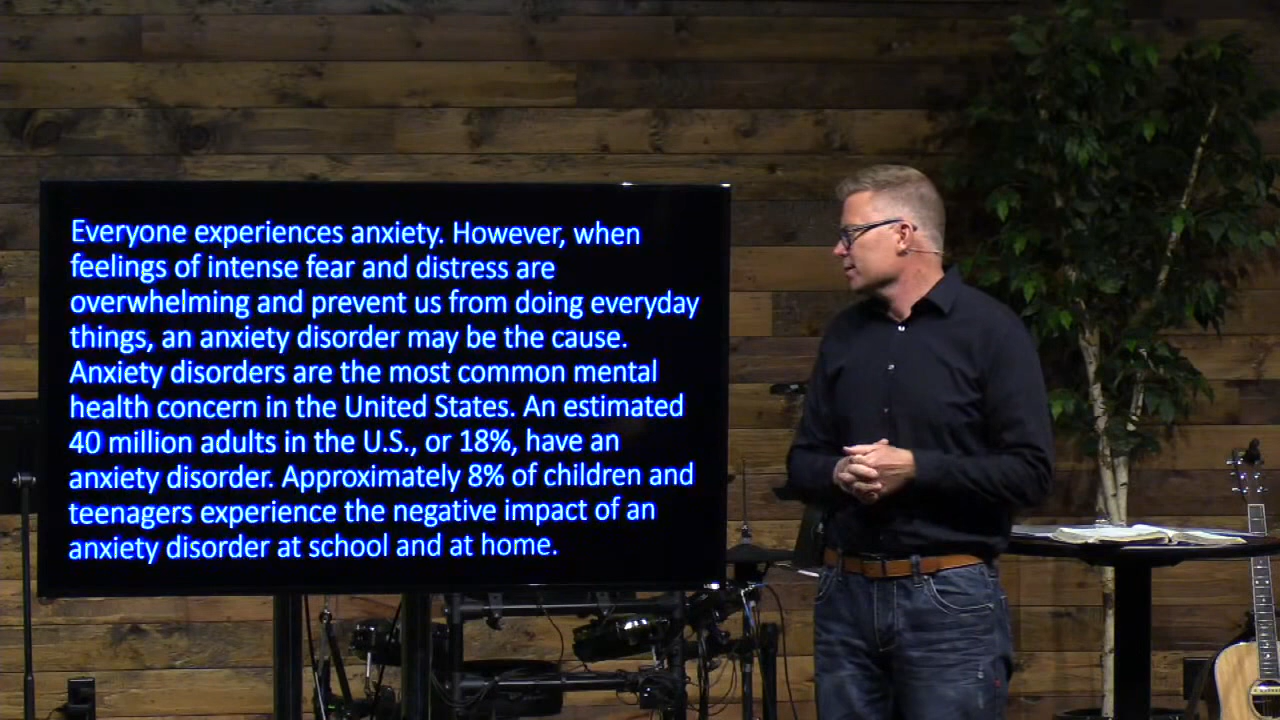 Everyone experiences anxiety. However, when
feelings of intense fear and distress are
overwhelming and prevent us from doing everyday
things, an anxiety disorder may be the cause.
Anxiety disorders are the most common mental
health concern in the United States. An estimated
40 million adults in the U.S., or 18%, have an
anxiety disorder. Approximately 8% of children and
teenagers experience the negative impact of an
anxiety disorder at school and at home.